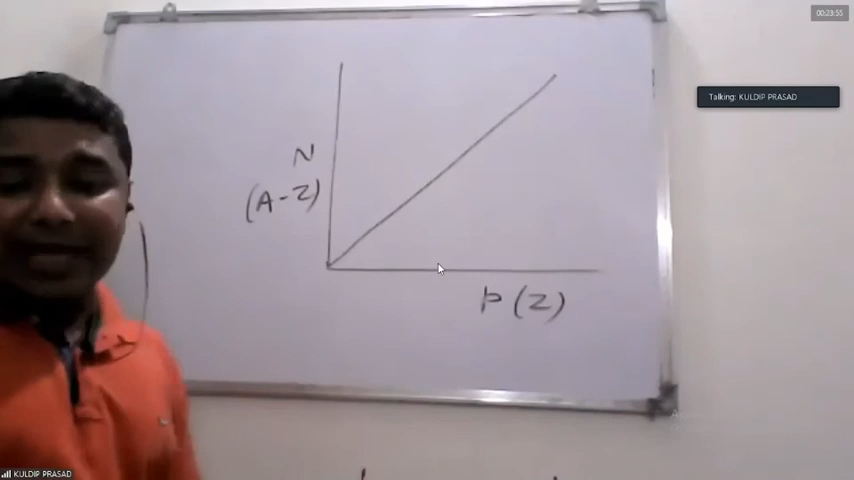 00:23:55
Talking: KULDIP PRASAD
N
(A-Z)
P (Z)
KULDIP PRASAD